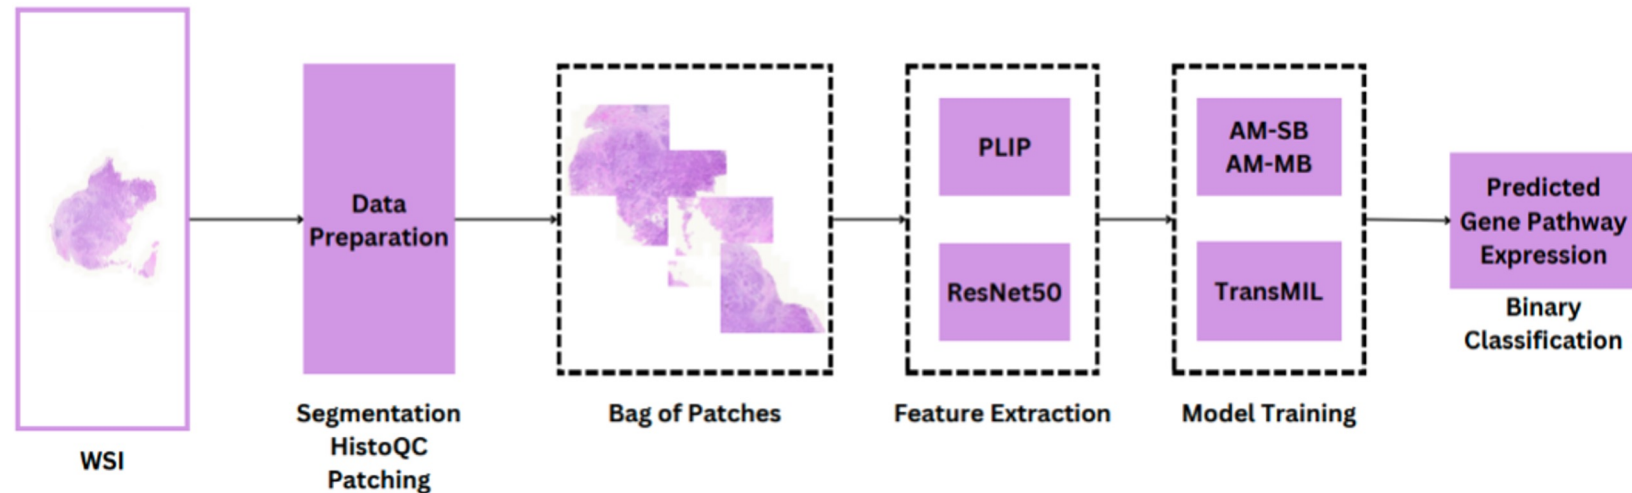 WSI
Data
Preparation
Segmentation
HistoQC
Patching
Bag of Patches
PLIP
ResNet50
Feature Extraction
AM-SB
AM-MB
TransMIL
Model Training
Predicted
Gene Pathway
Expression
Binary
Classification